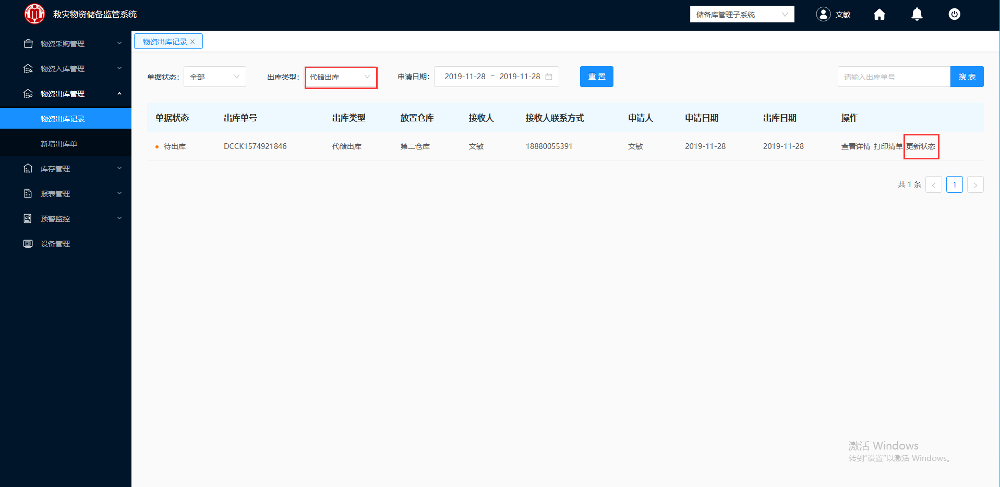 救灾物资储备监管系统
储备库管理子系统
文敏
物资采购管理
物资入库管理
物资出库管理
物资出库记录
新增出库单
库存管理
报表管理
预警监控
设备管理
物资出库记录
单据状态： 全部 出库类型： 代储出库 申请日期： 2019-11-28 ~ 2019-11-28 重 置 请输入出库单号 搜 索
单据状态 出库单号 出库类型 放置仓库 接收人 接收人联系方式 申请人 申请日期 出库日期 操作
待出库 DCCK1574921846 代储出库 第二仓库 文敏 18880055391 文敏 2019-11-28 2019-11-28 查看详情 打印清单 更新状态
共 1 条 < 1 >
激活 Windows
转到"设置"以激活 Windows。